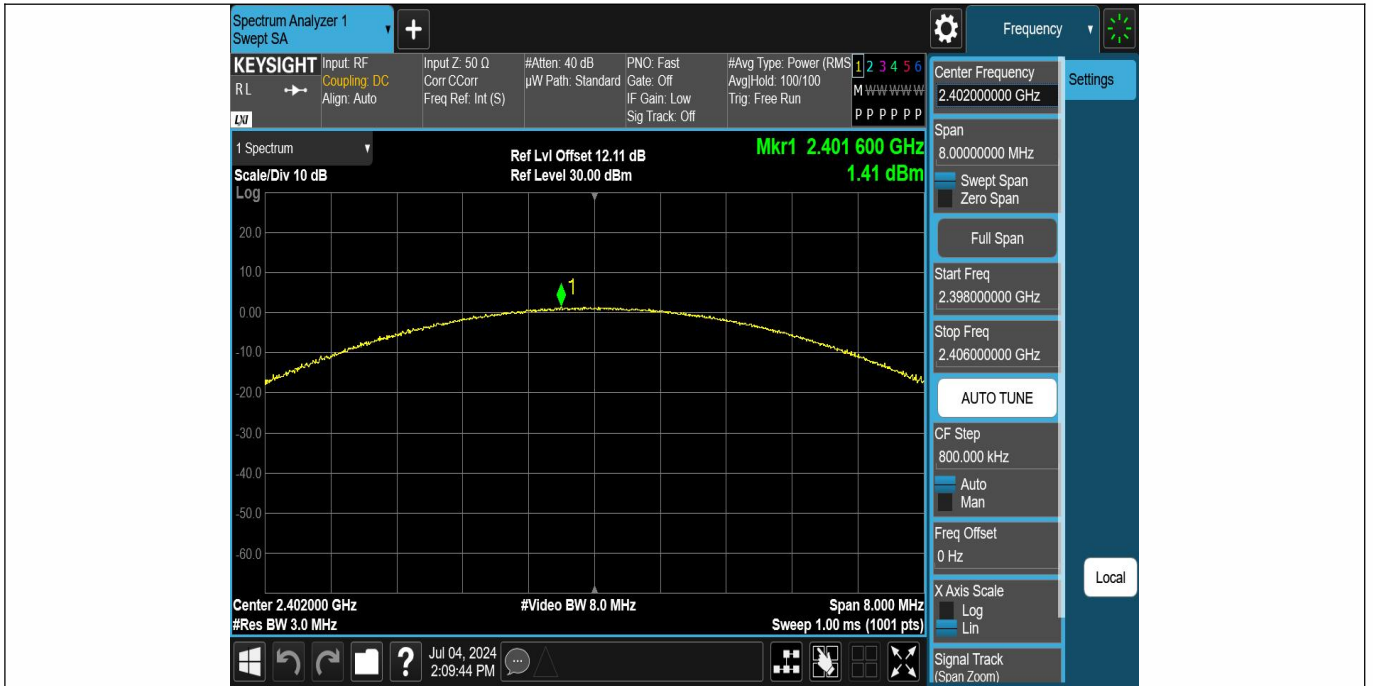 Spectrum Analyzer 1
Swept SA
+
Frequency
KEYSIGHT
RL
LXI
Input: RF
Coupling: DC
Align: Auto
Input Z: 50 Ω
Corr CCorr
Freq Ref: Int (S)
#Atten: 40 dB
µW Path: Standard
PNO: Fast
Gate: Off
IF Gain: Low
Sig Track: Off
#Avg Type: Power (RMS
Avg|Hold: 100/100
Trig: Free Run
1 2 3 4 5 6
M W W W W W
P P P P P P
1 Spectrum
Scale/Div 10 dB
Log
Ref Lvl Offset 12.11 dB
Ref Level 30.00 dBm
Mkr1 2.401 600 GHz
1.41 dBm
20.0
10.0
1
0.00
-10.0
-20.0
-30.0
-40.0
-50.0
-60.0
Center 2.402000 GHz
#Res BW 3.0 MHz
#Video BW 8.0 MHz
Span 8.000 MHz
Sweep 1.00 ms (1001 pts)
?
Jul 04, 2024
2:09:44 PM
Center Frequency
2.402000000 GHz
Settings
Span
8.00000000 MHz
Swept Span
Zero Span
Full Span
Start Freq
2.398000000 GHz
Stop Freq
2.406000000 GHz
AUTO TUNE
CF Step
800.000 kHz
Auto
Man
Freq Offset
0 Hz
Local
X Axis Scale
Log
Lin
Signal Track
(Span Zoom)